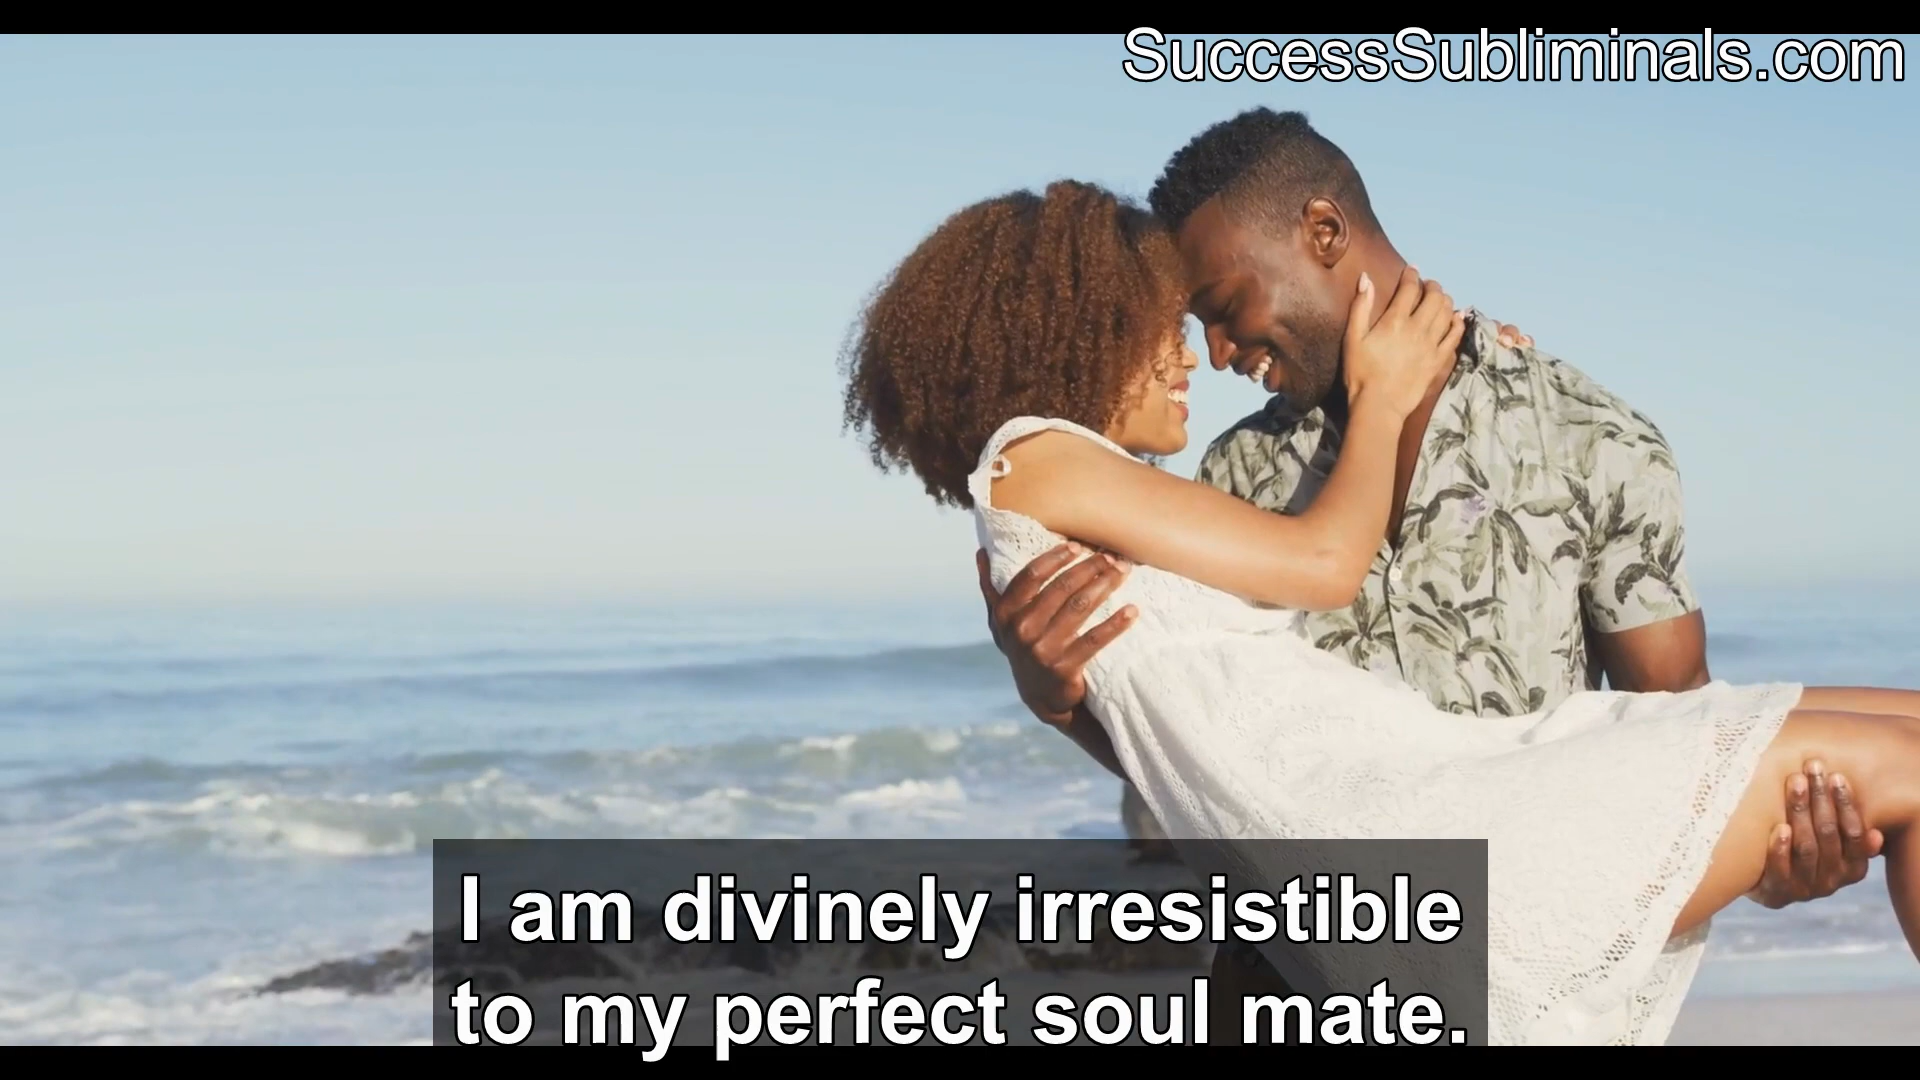 SuccessSubliminals.com
I am divinely irresistible
to my perfect soul mate.